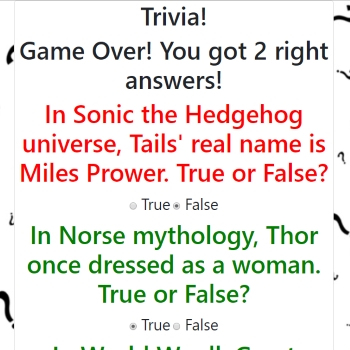 Trivia!
Game Over! You got 2 right
answers!
In Sonic the Hedgehog
universe, Tails' real name is
Miles Prower. True or False?
True False
In Norse mythology, Thor
once dressed as a woman.
True or False?
True False